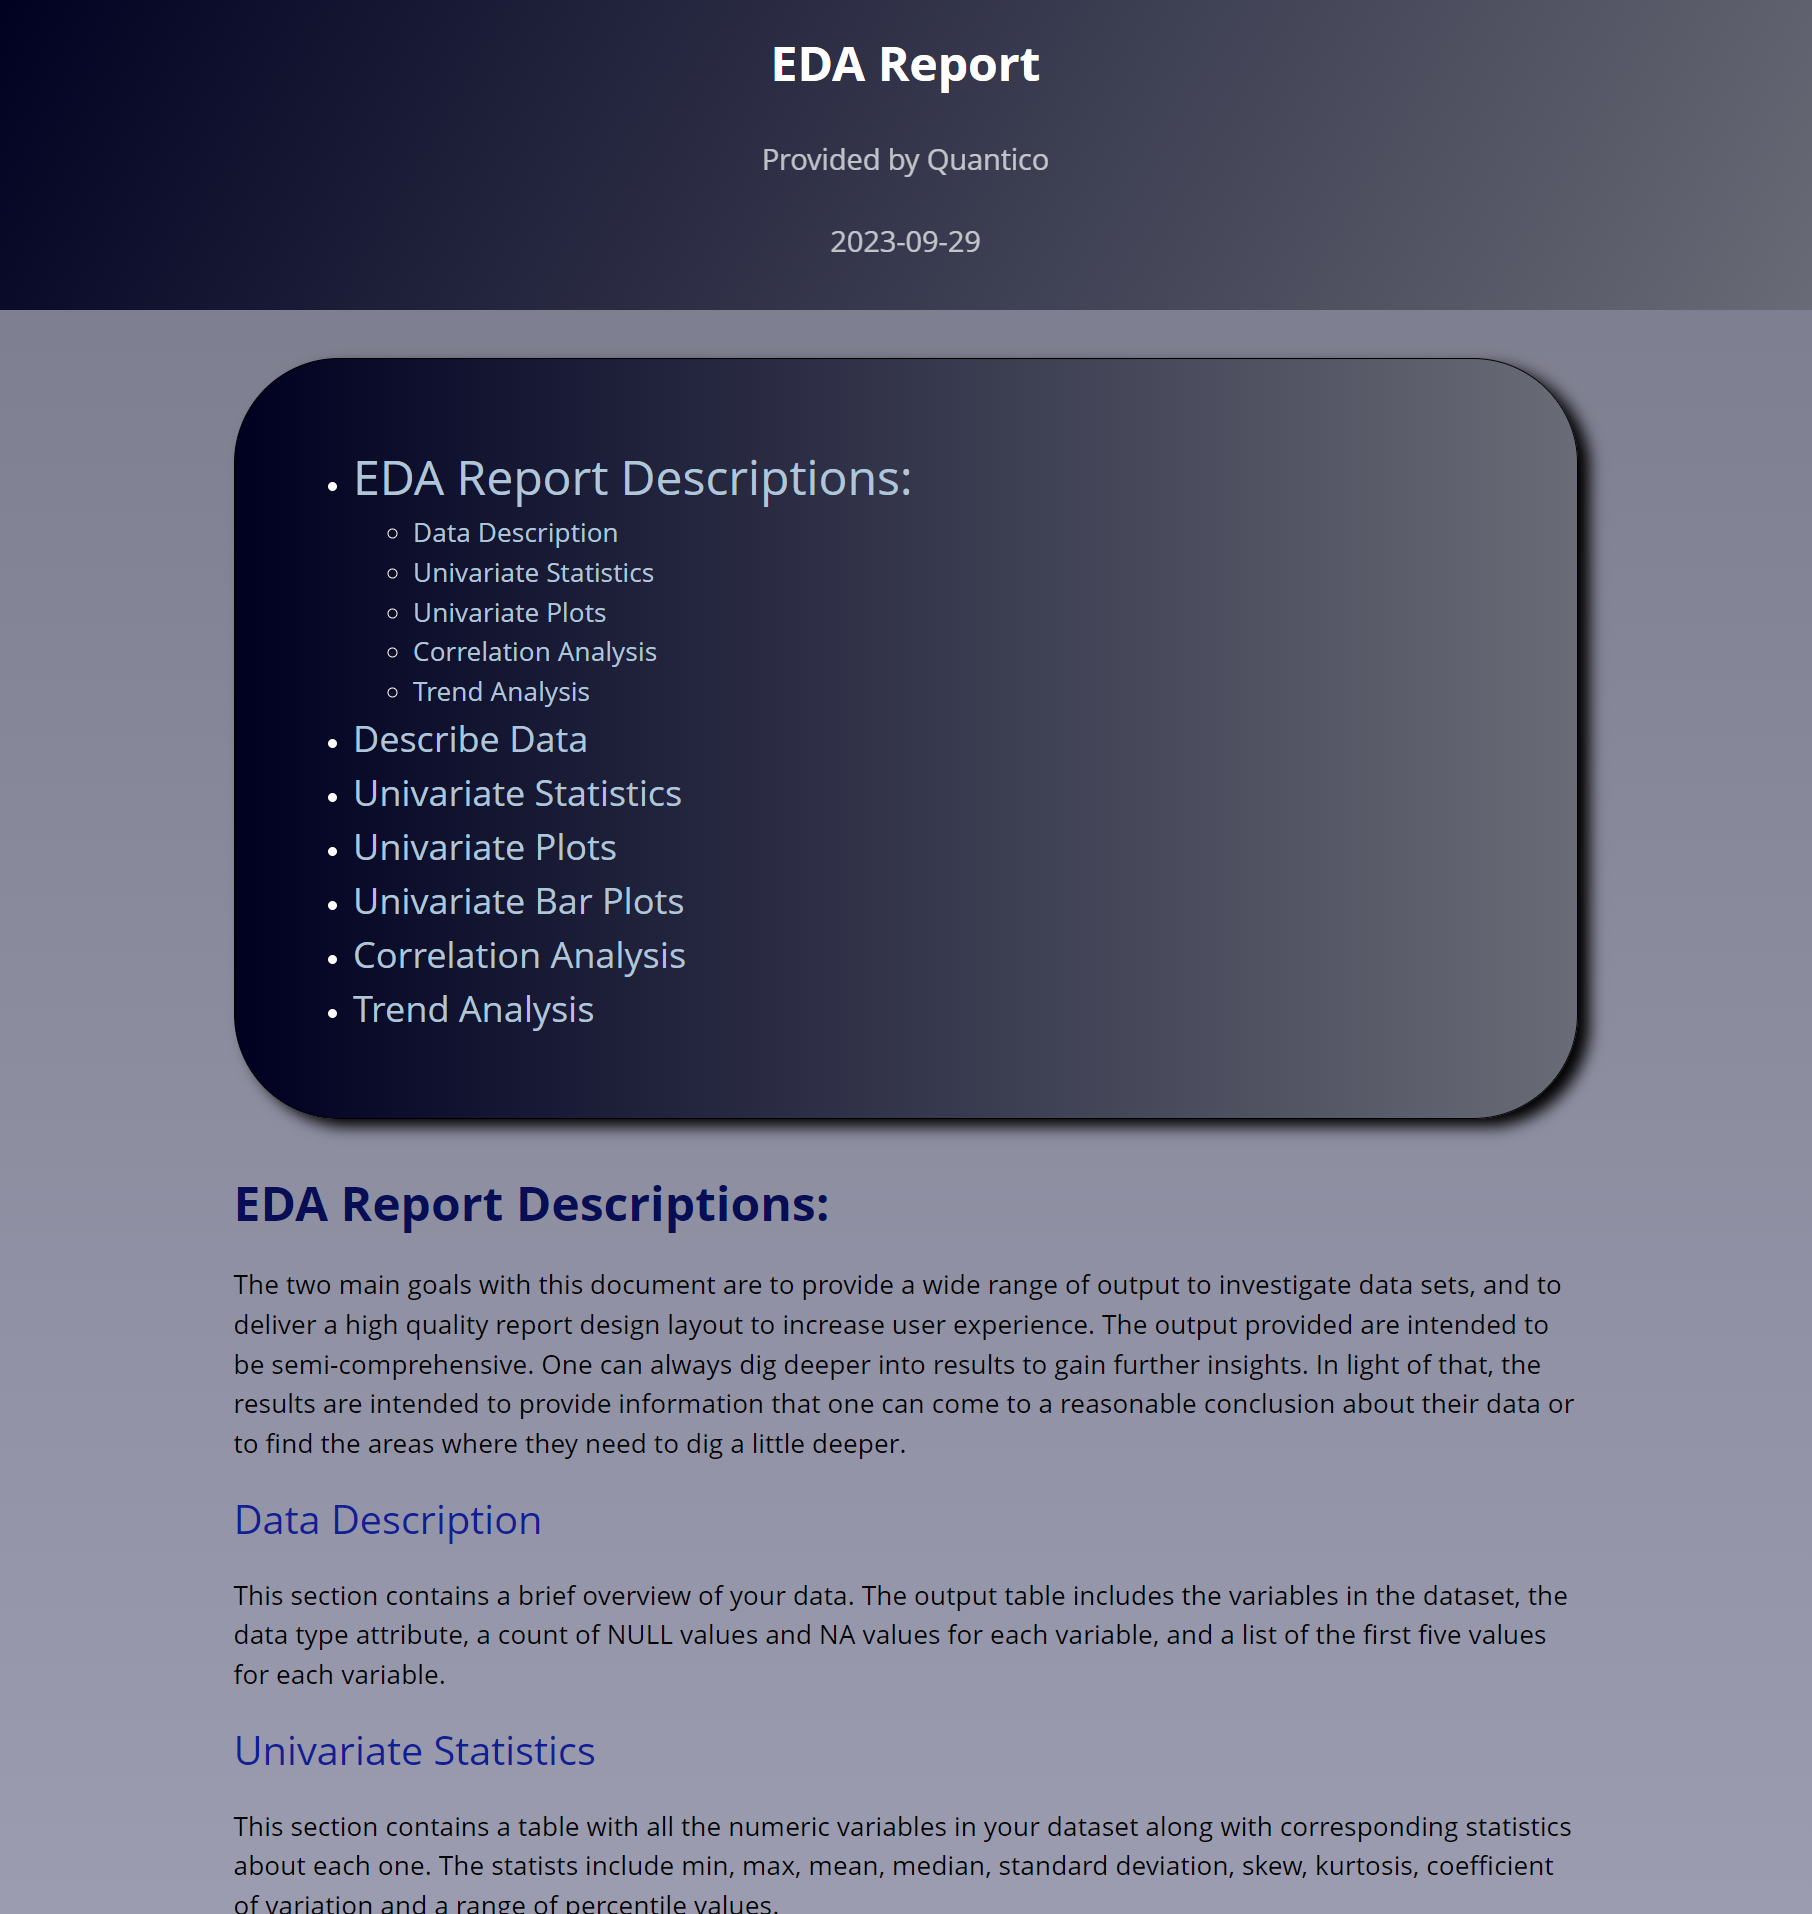 EDA Report
Provided by Quantico
2023-09-29
EDA Report Descriptions:
Data Description
Univariate Statistics
Univariate Plots
Correlation Analysis
Trend Analysis
Describe Data
Univariate Statistics
Univariate Plots
Univariate Bar Plots
Correlation Analysis
Trend Analysis
EDA Report Descriptions:
The two main goals with this document are to provide a wide range of output to investigate data sets, and to
deliver a high quality report design layout to increase user experience. The output provided are intended to
be semi-comprehensive. One can always dig deeper into results to gain further insights. In light of that, the
results are intended to provide information that one can come to a reasonable conclusion about their data or
to find the areas where they need to dig a little deeper.
Data Description
This section contains a brief overview of your data. The output table includes the variables in the dataset, the
data type attribute, a count of NULL values and NA values for each variable, and a list of the first five values
for each variable.
Univariate Statistics
This section contains a table with all the numeric variables in your dataset along with corresponding statistics
about each one. The statists include min, max, mean, median, standard deviation, skew, kurtosis, coefficient
of variation and a range of percentile values.